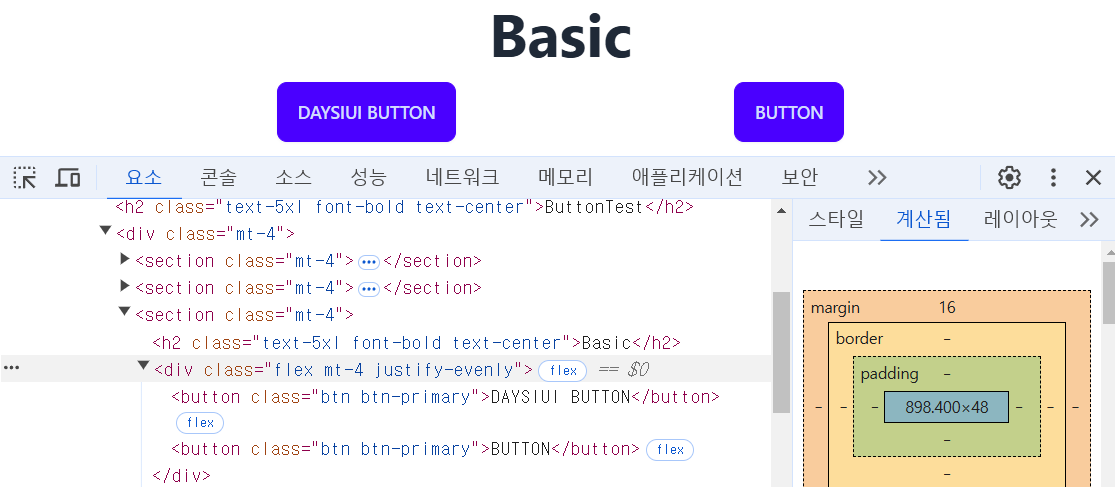 Basic
DAYSIUI BUTTON BUTTON
요소 콘솔 소스 성능 네트워크 메모리 애플리케이션 보안 >>
<h2 class="text-5xl font-bold text-center">ButtonTest</h2>
<div class="mt-4">
<section class="mt-4">•••</section>
<section class="mt-4">•••</section>
<section class="mt-4">
<h2 class="text-5xl font-bold text-center">Basic</h2>
••• <div class="flex mt-4 justify-evenly"> flex == $0
<button class="btn btn-primary">DAYSIUI BUTTON</button>
flex
<button class="btn btn-primary">BUTTON</button> flex
</div>
스타일 계산됨 레이아웃 >>
margin 16
border -
padding -
- - - 898.400×48 - - -
-
-